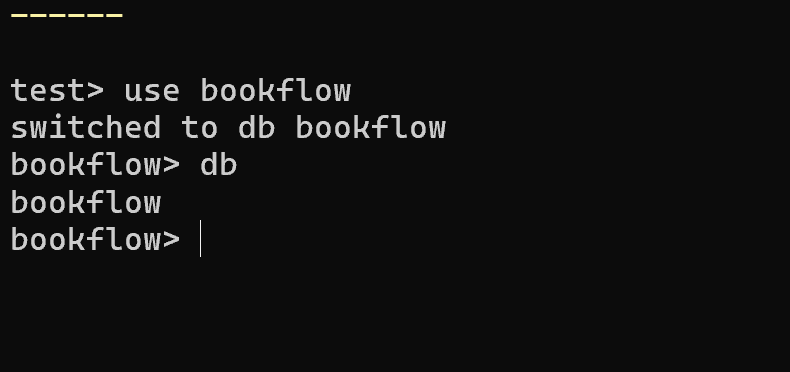 ------
test> use bookflow
switched to db bookflow
bookflow> db
bookflow
bookflow>